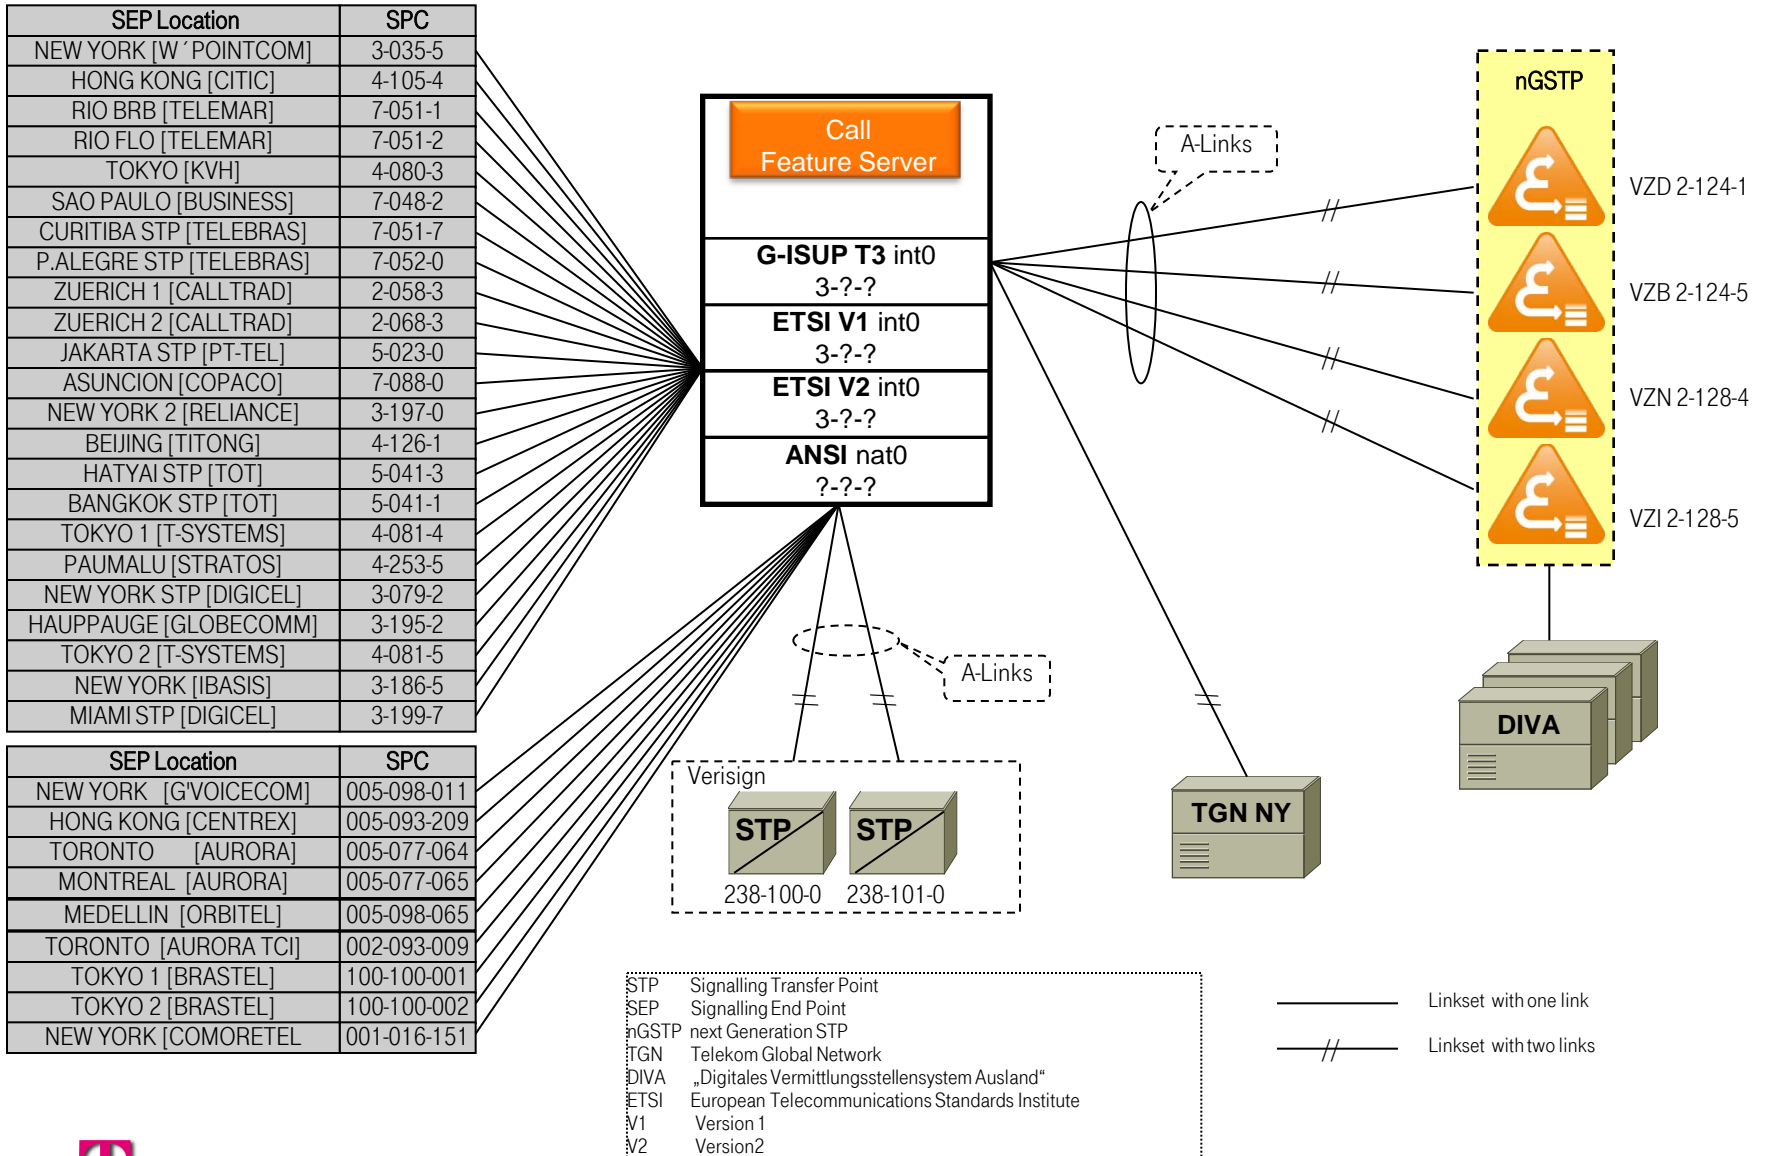 SEP Location SPC
NEW YORK [W´POINTCOM] 3-035-5
HONG KONG [CITIC] 4-105-4
RIO BRB [TELEMAR] 7-051-1
RIO FLO [TELEMAR] 7-051-2
TOKYO [KVH] 4-080-3
SAO PAULO [BUSINESS] 7-048-2
CURITIBA STP [TELEBRAS] 7-051-7
P.ALEGRE STP [TELEBRAS] 7-052-0
ZUERICH 1 [CALLTRAD] 2-058-3
ZUERICH 2 [CALLTRAD] 2-068-3
JAKARTA STP [PT-TEL] 5-023-0
ASUNCION [COPACO] 7-088-0
NEW YORK 2 [RELIANCE] 3-197-0
BEIJING [TITONG] 4-126-1
HATYAI STP [TOT] 5-041-3
BANGKOK STP [TOT] 5-041-1
TOKYO 1 [T-SYSTEMS] 4-081-4
PAUMALU [STRATOS] 4-253-5
NEW YORK STP [DIGICEL] 3-079-2
HAUPPAUGE [GLOBECOMM] 3-195-2
TOKYO 2 [T-SYSTEMS] 4-081-5
NEW YORK [IBASIS] 3-186-5
MIAMI STP [DIGICEL] 3-199-7
SEP Location SPC
NEW YORK [G'VOICECOM] 005-098-011
HONG KONG [CENTREX] 005-093-209
TORONTO [AURORA] 005-077-064
MONTREAL [AURORA] 005-077-065
MEDELLIN [ORBITEL] 005-098-065
TORONTO [AURORA TCI] 002-093-009
TOKYO 1 [BRASTEL] 100-100-001
TOKYO 2 [BRASTEL] 100-100-002
NEW YORK [COMORETEL 001-016-151
Call
Feature Server
G-ISUP T3 int0
3-?-?
ETSI V1 int0
3-?-?
ETSI V2 int0
3-?-?
ANSI nat0
?-?-?
A-Links
A-Links
nGSTP
VZD 2-124-1
VZB 2-124-5
VZN 2-128-4
VZI 2-128-5
DIVA
TGN NY
Verisign
STP STP
238-100-0 238-101-0
STP Signalling Transfer Point
SEP Signalling End Point
nGSTP next Generation STP
TGN Telekom Global Network
DIVA „Digitales Vermittlungsstellensystem Ausland“
ETSI European Telecommunications Standards Institute
V1 Version 1
V2 Version2
Linkset with one link
Linkset with two links